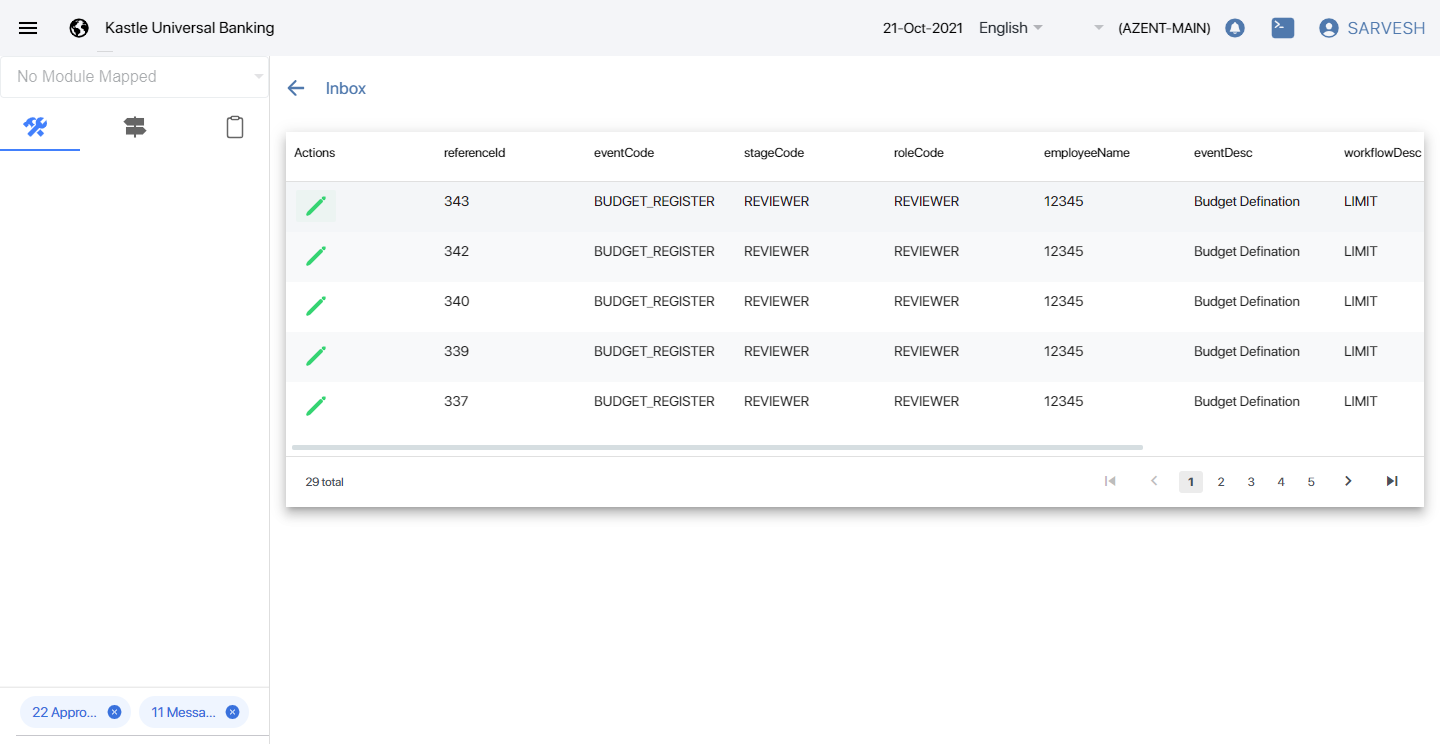 Kastle Universal Banking
21-Oct-2021 English (AZENT-MAIN) SARVESH
No Module Mapped
Inbox
Actions referenceId eventCode stageCode roleCode employeeName eventDesc workflowDesc
343 BUDGET_REGISTER REVIEWER REVIEWER 12345 Budget Defination LIMIT
342 BUDGET_REGISTER REVIEWER REVIEWER 12345 Budget Defination LIMIT
340 BUDGET_REGISTER REVIEWER REVIEWER 12345 Budget Defination LIMIT
339 BUDGET_REGISTER REVIEWER REVIEWER 12345 Budget Defination LIMIT
337 BUDGET_REGISTER REVIEWER REVIEWER 12345 Budget Defination LIMIT
29 total 1 2 3 4 5
22 Appro... 11 Messa...